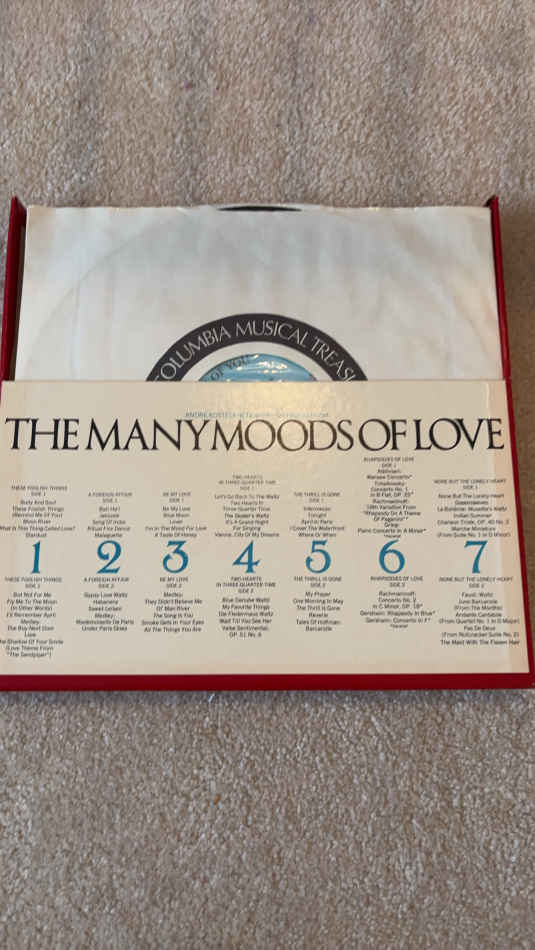 COLUMBIA MUSICAL TREAS
OF YOU
THE MANY MOODS OF LOVE
THESE FOOLISH THINGS
SIDE 1
Body And Soul
These Foolish Things
(Remind Me Of You)
Moon River
What Is This Thing Called Love?
Stardust
A FOREIGN AFFAIR
SIDE 1
Bali Ha'i
Jalousie
Song Of India
Ritual Fire Dance
Malagueña
BE MY LOVE
SIDE 1
Be My Love
Blue Moon
Lover
I'm In The Mood For Love
A Taste Of Honey
TWO HEARTS
IN THREE QUARTER TIME
SIDE 1
Let's Go Back To The Waltz
Two Hearts In
Three Quarter Time
The Queen's Waltz
It's A Grand Night
For Singing
Vienna, City Of My Dreams
THE THRILL IS GONE
SIDE 1
Intermezzo
Tonight
April In Paris
I Cover The Waterfront
Where Or When
RHAPSODIES OF LOVE
SIDE 1
Addinsell:
Warsaw Concerto*
Tchaikovsky:
Concerto No. 1
In B Flat, OP. 23*
Rachmaninoff:
18th Variation From
"Rhapsody On A Theme
Of Paganini"*
Grieg:
Piano Concerto In A Minor*
NONE BUT THE LONELY HEART
SIDE 1
None But The Lonely Heart
Greensleeves
La Bohème: Musetta's Waltz
Indian Summer
Chanson Triste, OP. 40 No. 2
Marche Miniature
(From Suite No. 1 In D Minor)
1 2 3 4 5 6 7
THESE FOOLISH THINGS
SIDE 2
But Not For Me
Fly Me To The Moon
(In Other Words)
I'll Remember April
Medley:
The Boy Next Door
Love
The Shadow Of Your Smile
(Love Theme From
"The Sandpiper")
A FOREIGN AFFAIR
SIDE 2
Gypsy Love Waltz
Habanera
Sweet Leilani
Medley:
Mademoiselle De Paris
Under Paris Skies
BE MY LOVE
SIDE 2
Medley:
They Didn't Believe Me
Ol' Man River
The Song Is You
Smoke Gets In Your Eyes
All The Things You Are
TWO HEARTS
IN THREE QUARTER TIME
SIDE 2
Blue Danube Waltz
My Favorite Things
Die Fledermaus Waltz
Wait Till You See Her
Valse Sentimental,
OP. 51 No. 6
THE THRILL IS GONE
SIDE 2
My Prayer
One Morning In May
The Thrill Is Gone
Reverie
Tales Of Hoffman:
Barcarolle
RHAPSODIES OF LOVE
SIDE 2
Rachmaninoff:
Concerto No. 2
in C Minor, OP. 18*
Gershwin: Rhapsody In Blue*
Gershwin: Concerto In F*
NONE BUT THE LONELY HEART
SIDE 2
Faust: Waltz
June Barcarolle
(From The Months)
Andante Cantabile
(From Quartet No. 1 In D Major)
Pas De Deux
(From Nutcracker Suite No. 2)
The Maid With The Flaxen Hair